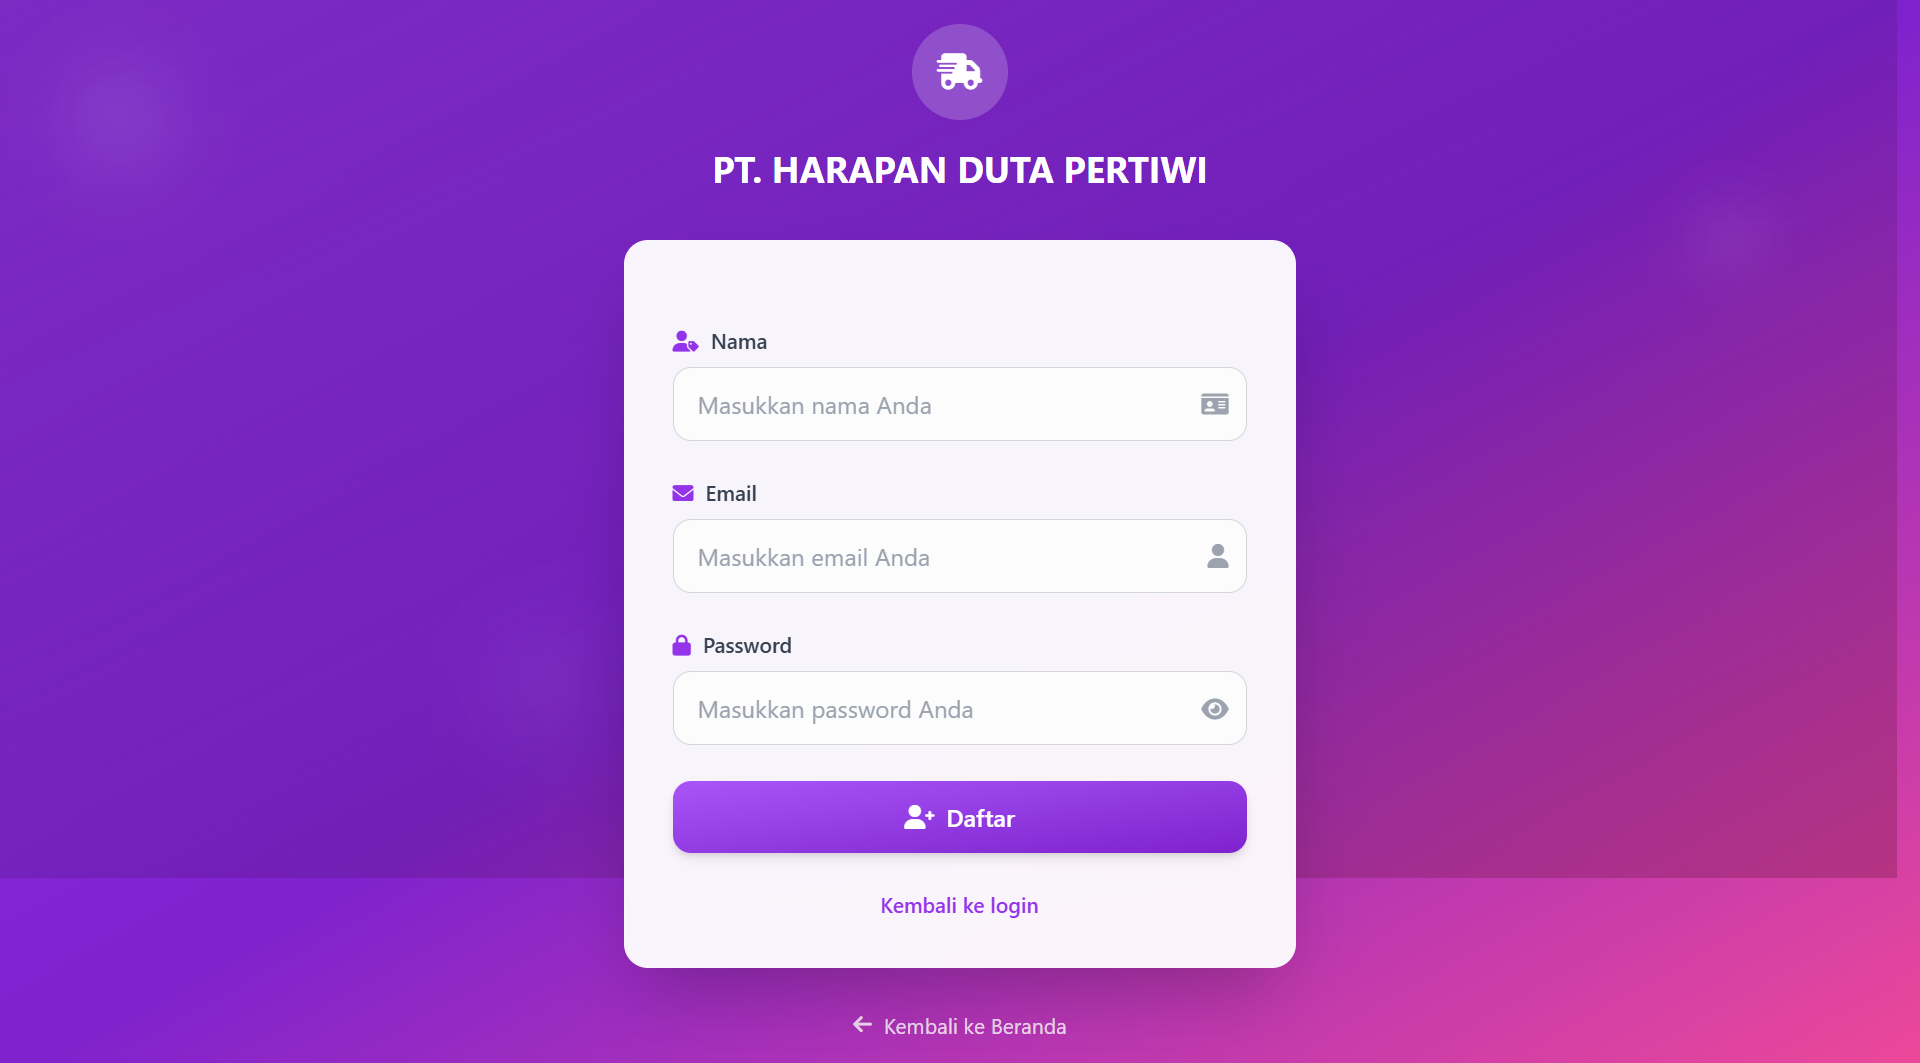 PT. HARAPAN DUTA PERTIWI
Nama
Masukkan nama Anda
Email
Masukkan email Anda
Password
Masukkan password Anda
Daftar
Kembali ke login
Kembali ke Beranda